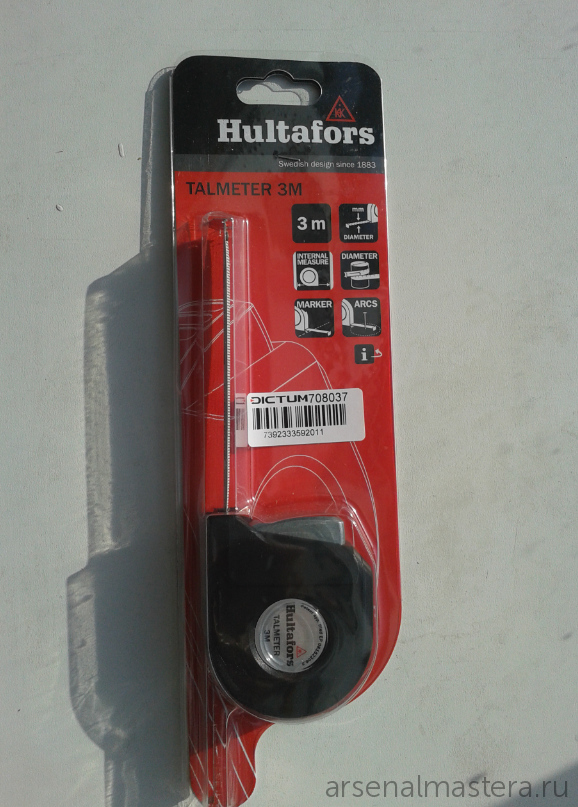 Hultafors
Swedish design since 1883
TALMETER 3M
3 m
mm
DIAMETER
INTERNAL
MEASURE
DIAMETER
MARKER
ARCS
i
DICTUM708037
7392333592011
Hultafors
TALMETER
3M
arsenalmastera.ru